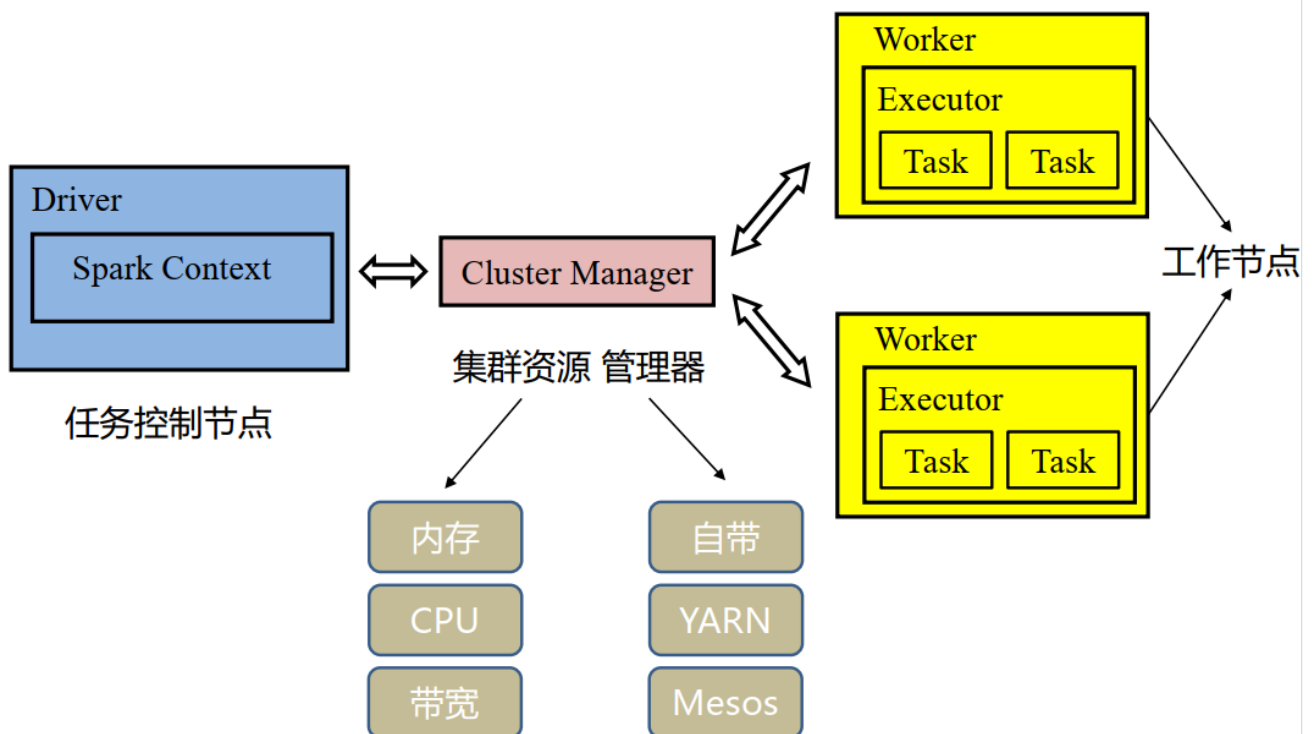 Driver
Spark Context
任务控制节点
Cluster Manager
集群资源 管理器
内存
CPU
带宽
自带
YARN
Mesos
Worker
Executor
Task Task
Worker
Executor
Task Task
工作节点